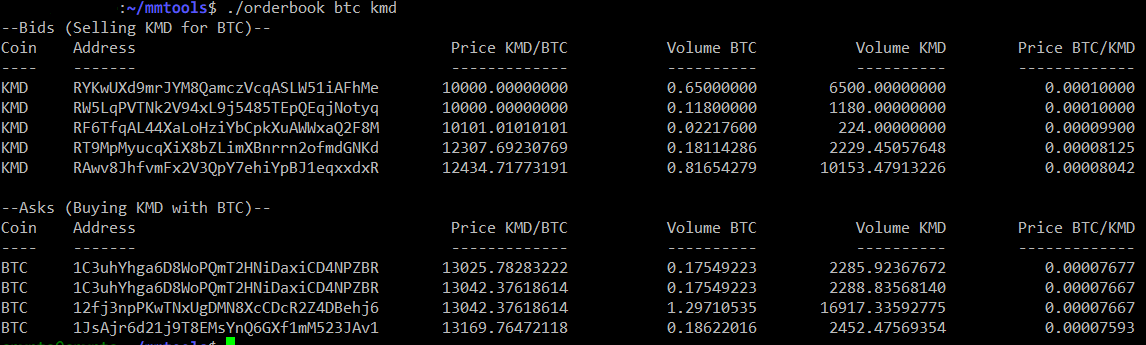 :~/mmtools$ ./orderbook btc kmd
--Bids (Selling KMD for BTC)--
Coin Address Price KMD/BTC Volume BTC Volume KMD Price BTC/KMD
---- ------- ------------- ---------- ---------- -------------
KMD RYKwUXd9mrJYM8QamczVcqASLW51iAFhMe 10000.00000000 0.65000000 6500.00000000 0.00010000
KMD RW5LqPVTNk2V94xL9j5485TEpQEqjNotyq 10000.00000000 0.11800000 1180.00000000 0.00010000
KMD RF6TfqAL44XaLoHziYbCpkXuAWWxaQ2F8M 10101.01010101 0.02217600 224.00000000 0.00009900
KMD RT9MpMyucqXiX8bZLimXBnrrn2ofmdGNKd 12307.69230769 0.18114286 2229.45057648 0.00008125
KMD RAwv8JhfvmFx2V3QpY7ehiYpBJ1eqxxdxR 12434.71773191 0.81654279 10153.47913226 0.00008042
--Asks (Buying KMD with BTC)--
Coin Address Price KMD/BTC Volume BTC Volume KMD Price BTC/KMD
---- ------- ------------- ---------- ---------- -------------
BTC 1C3uhYhga6D8WoPQmT2HNiDaxiCD4NPZBR 13025.78283222 0.17549223 2285.92367672 0.00007677
BTC 1C3uhYhga6D8WoPQmT2HNiDaxiCD4NPZBR 13042.37618614 0.17549223 2288.83568140 0.00007667
BTC 12fj3npPKwTNxUgDMN8XcCDcR2Z4DBehj6 13042.37618614 1.29710535 16917.33592775 0.00007667
BTC 1JsAjr6d21j9T8EMsYnQ6GXf1mM523JAv1 13169.76472118 0.18622016 2452.47569354 0.00007593